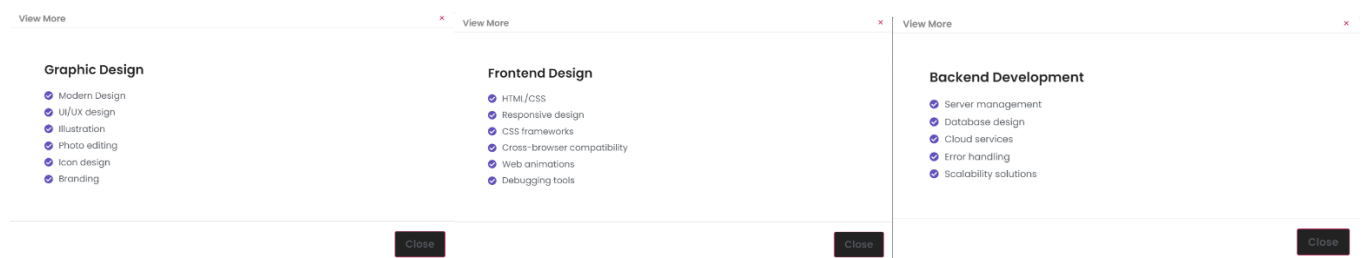 View More ×
Graphic Design
Modern Design
UI/UX design
Illustration
Photo editing
Icon design
Branding
Close
View More ×
Frontend Design
HTML/CSS
Responsive design
CSS frameworks
Cross-browser compatibility
Web animations
Debugging tools
Close
View More ×
Backend Development
Server management
Database design
Cloud services
Error handling
Scalability solutions
Close